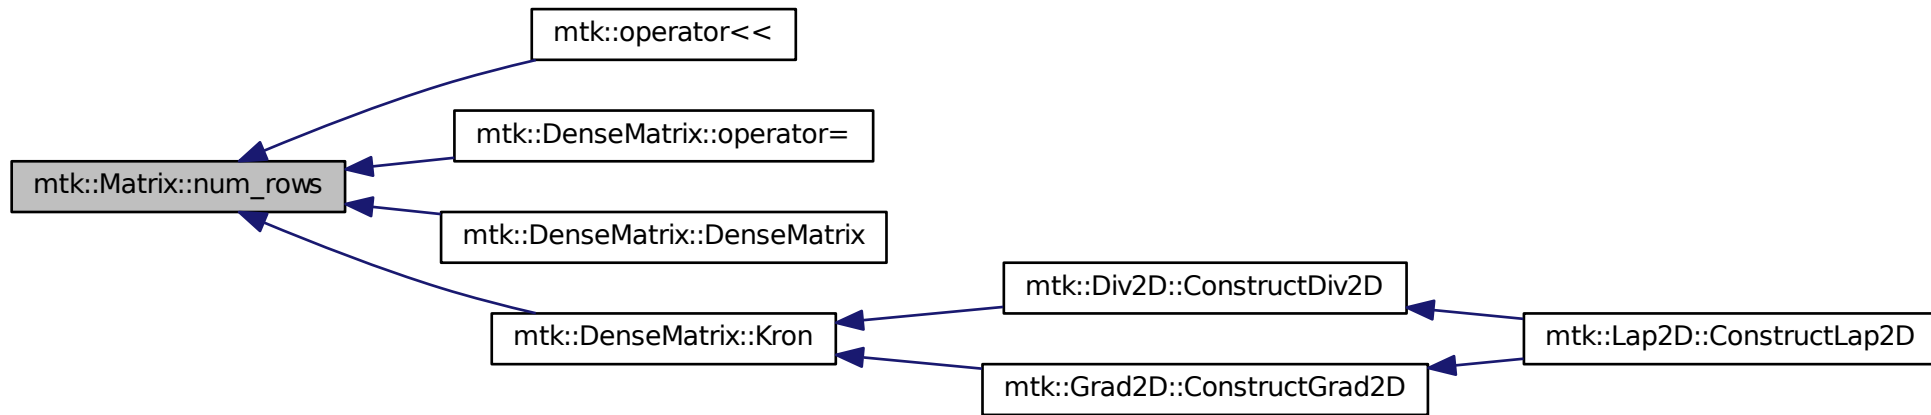 mtk::operator<<
mtk::DenseMatrix::operator=
mtk::Matrix::num_rows
mtk::DenseMatrix::DenseMatrix
mtk::Div2D::ConstructDiv2D
mtk::DenseMatrix::Kron
mtk::Lap2D::ConstructLap2D
mtk::Grad2D::ConstructGrad2D